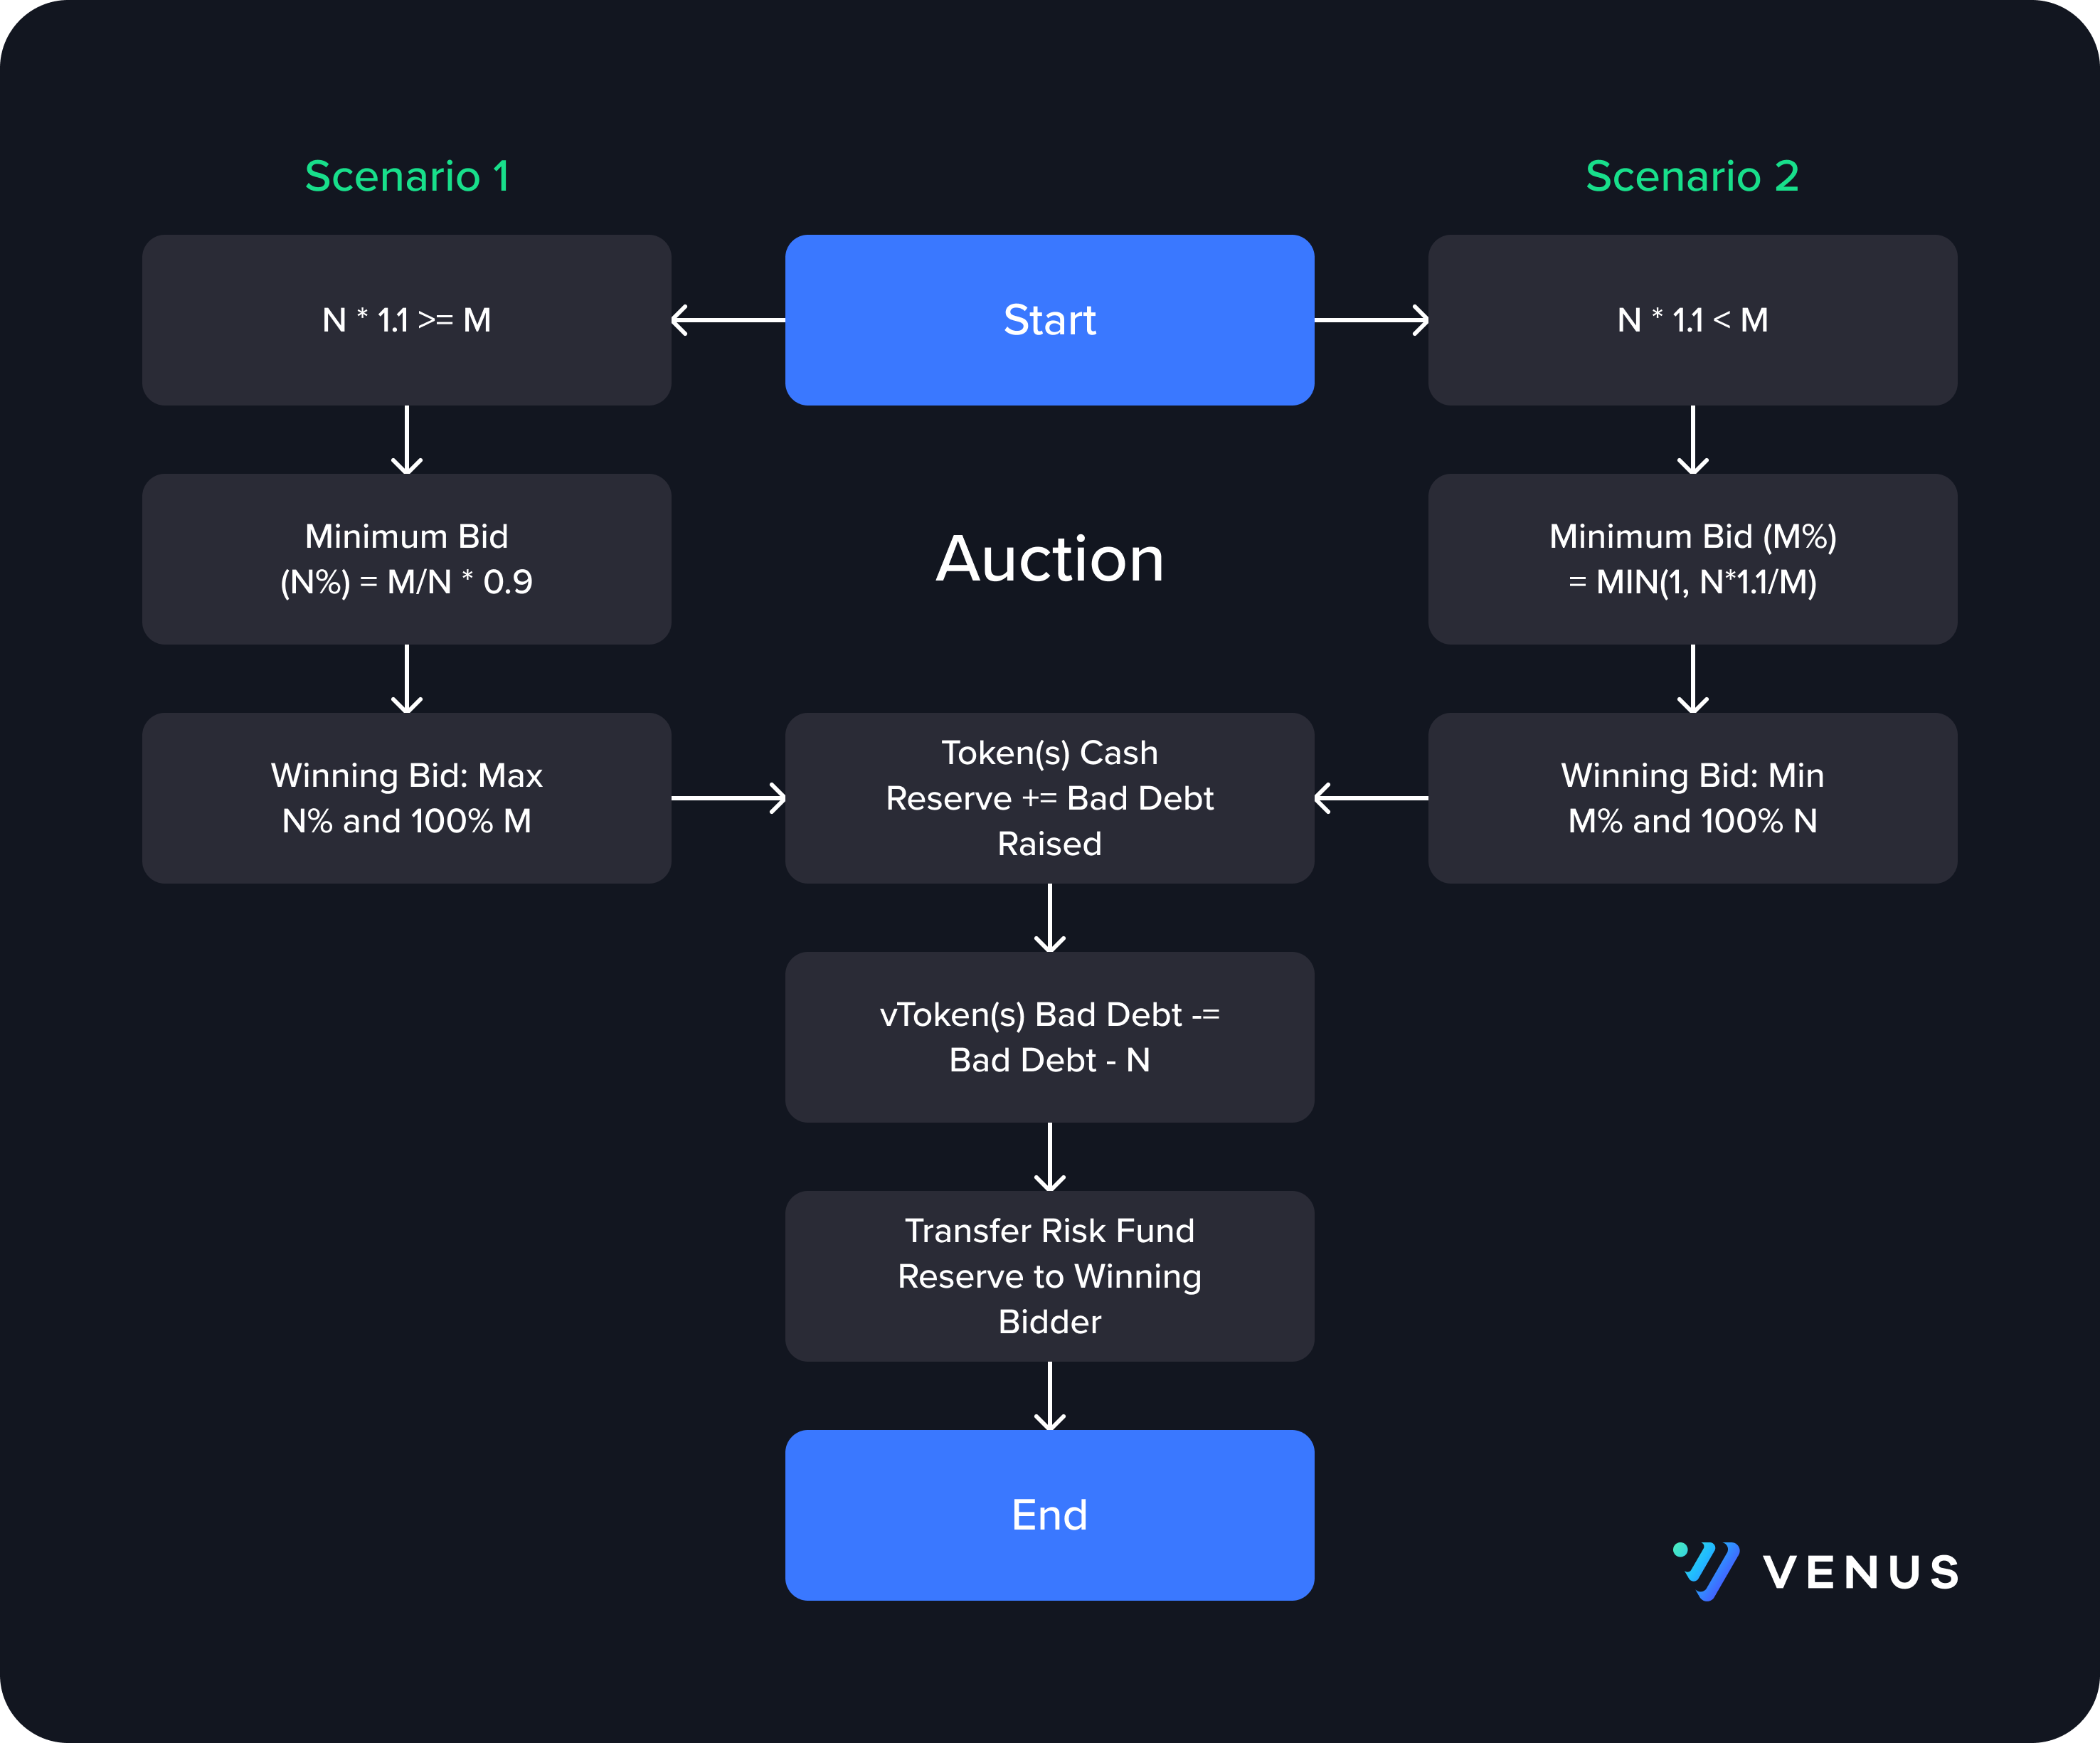 Scenario 1
Scenario 2
N * 1.1 >= M
Start
N * 1.1 < M
Minimum Bid
(N%) = M/N * 0.9
Auction
Minimum Bid (M%)
= MIN(1, N*1.1/M)
Winning Bid: Max
N% and 100% M
Token(s) Cash
Reserve += Bad Debt
Raised
Winning Bid: Min
M% and 100% N
vToken(s) Bad Debt -=
Bad Debt - N
Transfer Risk Fund
Reserve to Winning
Bidder
End
VENUS